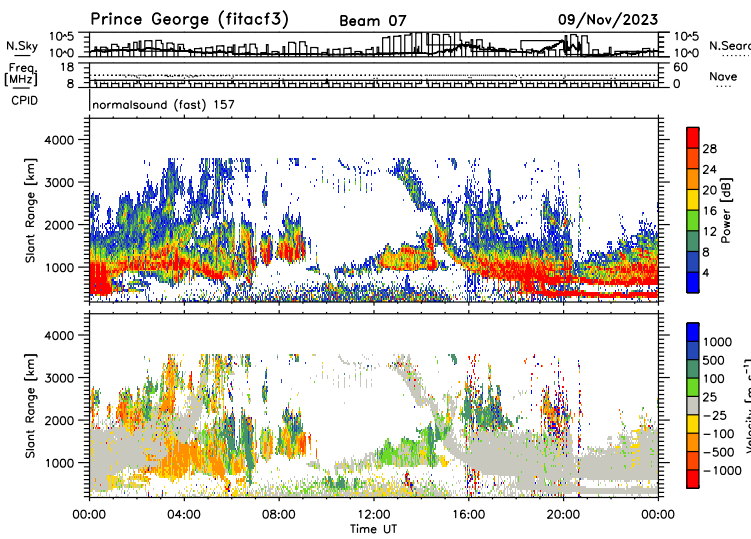 Prince George (fitacf3) Beam 07 09/Nov/2023
N.Sky 10^5 10^0 10^5 10^0 N.Sear
Freq. [MHz] 18 8 60 0 Nave
CPID normalsound (fast) 157
Slant Range [km] 4000 3000 2000 1000
Power [dB] 28 24 20 16 12 8 4
Slant Range [km] 4000 3000 2000 1000
Velocity [m s⁻¹] 1000 500 100 25 -25 -100 -500 -1000
00:00 04:00 08:00 12:00 16:00 20:00 00:00
Time UT